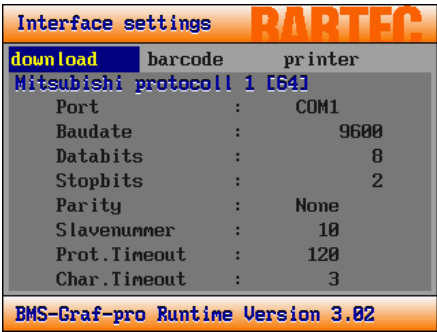 Interface settings BARTEC
download barcode printer
Mitsubishi protocoll 1 [64]
Port : COM1
Baudate : 9600
Databits : 8
Stopbits : 2
Parity : None
Slavenummer : 10
Prot.Timeout : 120
Char.Timeout : 3
BMS-Graf-pro Runtime Version 3.02